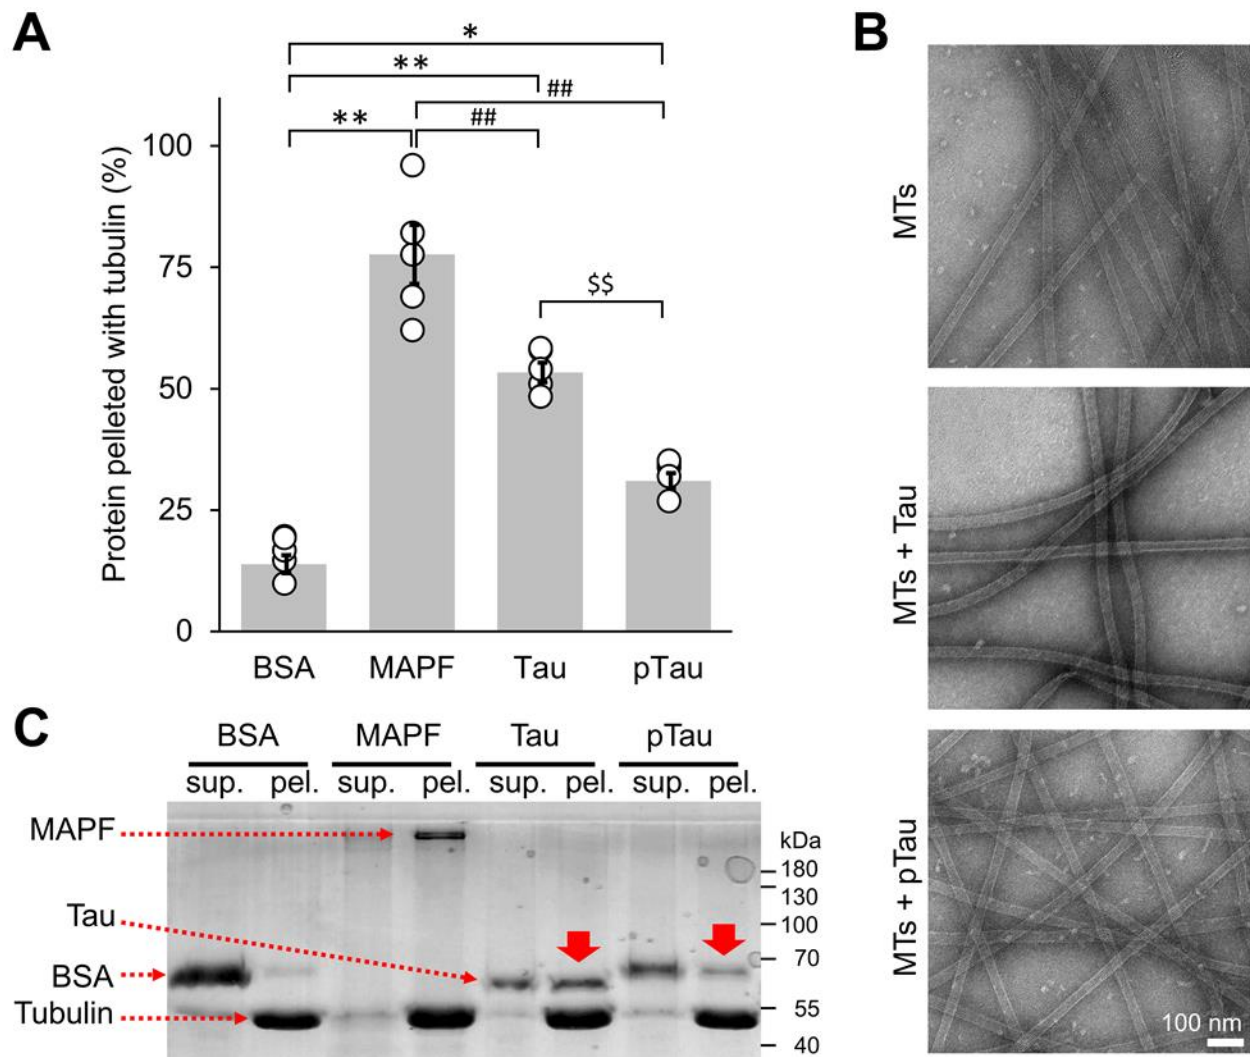 A
B
*
**
##
**
##
$$
Protein pelleted with tubulin (%)
100
75
50
25
0
BSA MAPF Tau pTau
MTs
MTs + Tau
MTs + pTau
100 nm
C
BSA MAPF Tau pTau
sup. pel. sup. pel. sup. pel. sup. pel.
MAPF
Tau
BSA
Tubulin
kDa
180
130
100
70
55
40